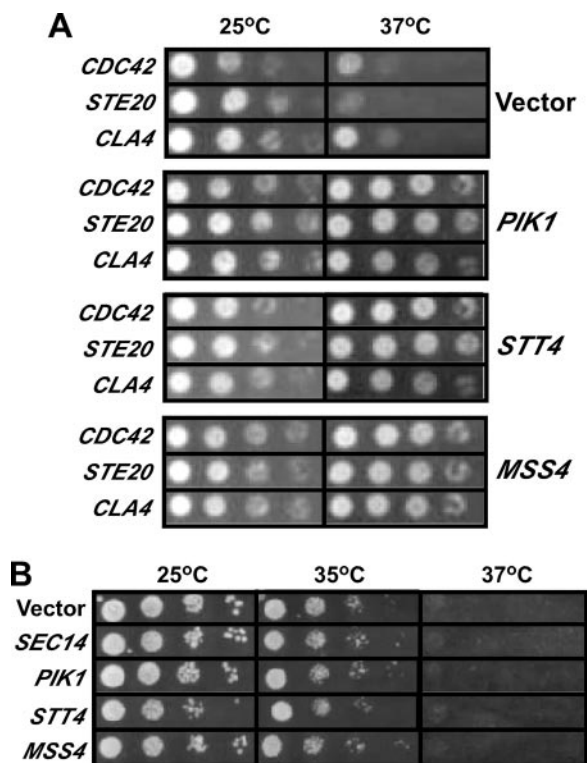 A
25°C 37°C
CDC42
STE20
CLA4
Vector
CDC42
STE20
CLA4
PIK1
CDC42
STE20
CLA4
STT4
CDC42
STE20
CLA4
MSS4
B
25°C 35°C 37°C
Vector
SEC14
PIK1
STT4
MSS4